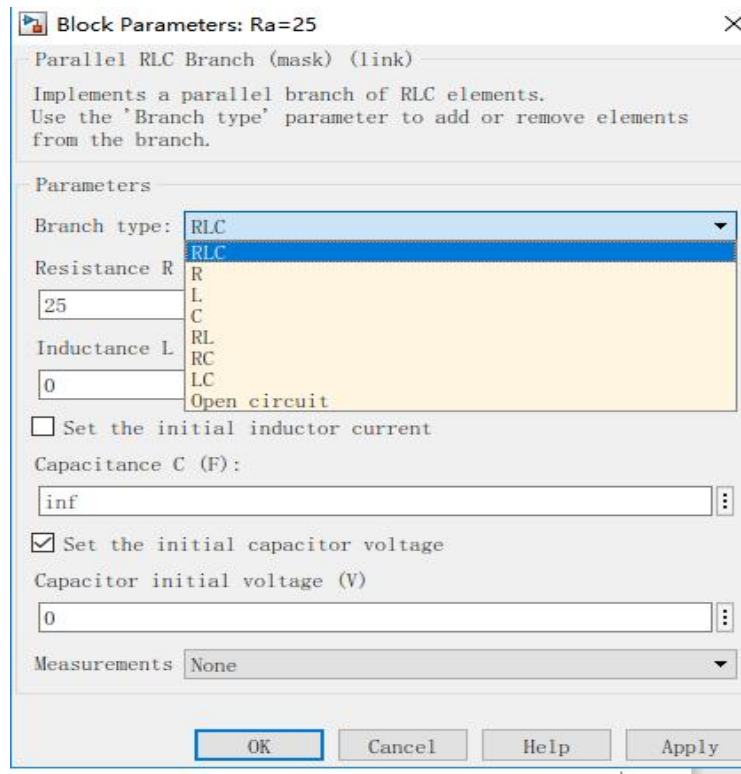 Block Parameters: Ra=25
Parallel RLC Branch (mask) (link)
Implements a parallel branch of RLC elements.
Use the 'Branch type' parameter to add or remove elements
from the branch.
Parameters
Branch type: RLC
RLC
R
L
C
RL
RC
LC
Open circuit
Resistance R
25
Inductance L
0
Set the initial inductor current
Capacitance C (F):
inf
Set the initial capacitor voltage
Capacitor initial voltage (V)
0
Measurements None
OK Cancel Help Apply